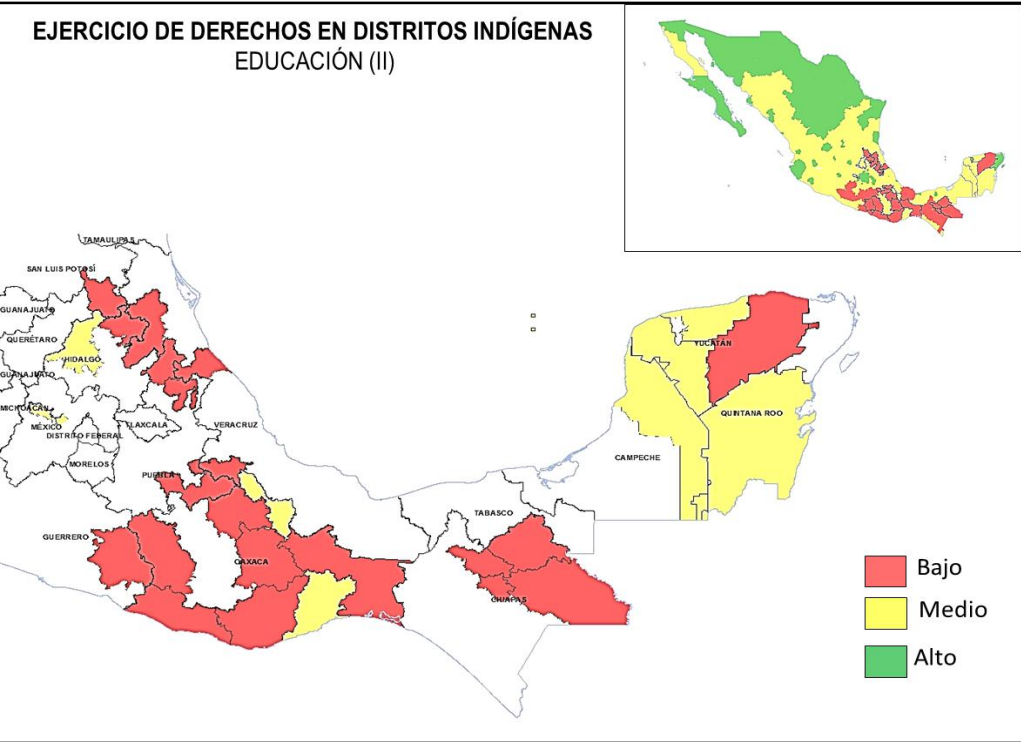 EJERCICIO DE DERECHOS EN DISTRITOS INDÍGENAS
EDUCACIÓN (II)
TAMAULIPAS
SAN LUIS POTOSÍ
GUANAJUATO
QUERÉTARO
HIDALGO
GUANAJUATO
MICHOACÁN
MÉXICO
DISTRITO FEDERAL
TLAXCALA
VERACRUZ
MORELOS
PUEBLA
GUERRERO
OAXACA
TABASCO
CHIAPAS
YUCATÁN
QUINTANA ROO
CAMPECHE
Bajo
Medio
Alto